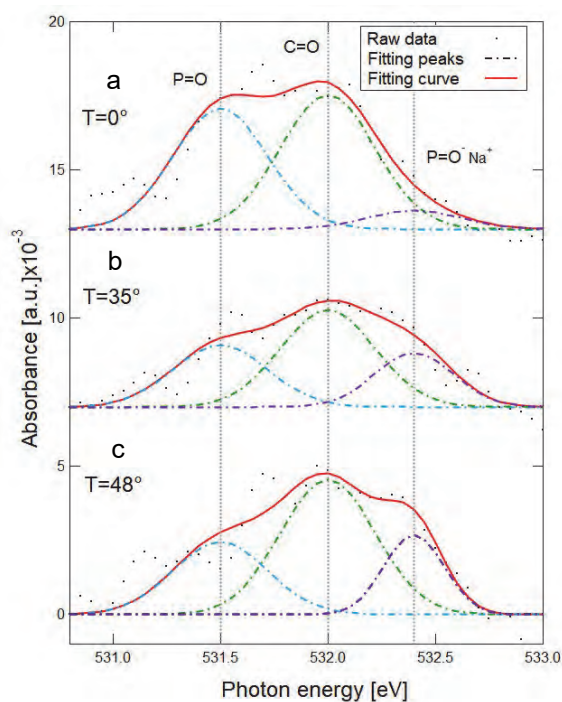 20
a
P=O
C=O
Raw data
Fitting peaks
Fitting curve
T=0°
P=O⁻Na⁺
15
b
T=35°
10
Absorbance [a.u.]x10⁻³
c
T=48°
5
0
531.0 531.5 532.0 532.5 533.0
Photon energy [eV]